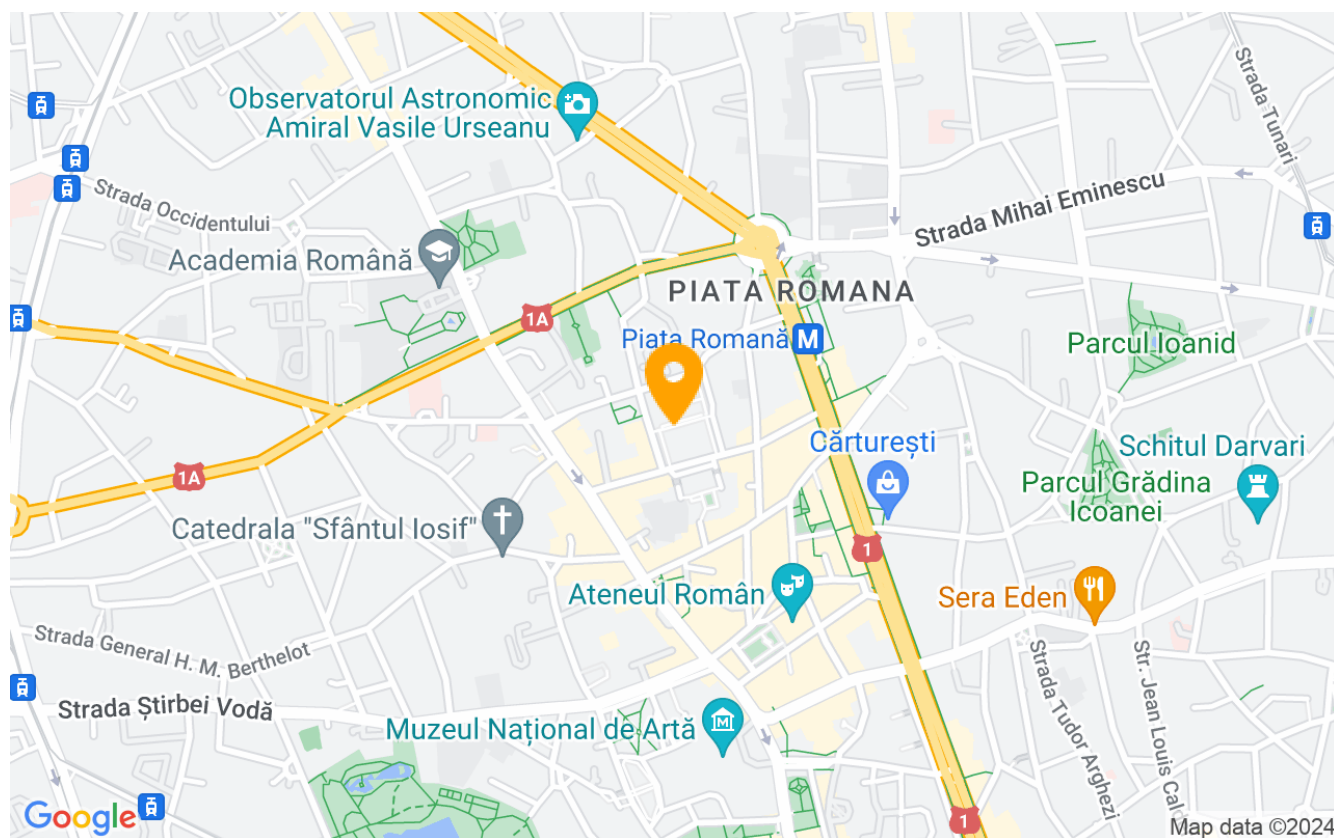 Strada Tunari
Observatorul Astronomic
Amiral Vasile Urseanu
Strada Mihai Eminescu
Strada Occidentului
Academia Română
PIATA ROMANA
1A
Piața Romană M
Parcul Ioanid
Cărturești
Schitul Darvari
1A
Parcul Grădina
Icoanei
Catedrala "Sfântul Iosif"
1
Ateneul Român
Sera Eden
Strada General H. M. Berthelot
Strada Știrbei Vodă
Strada Tudor Arghezi
Str. Jean Louis Cal
Muzeul Național de Artă
M
Google
1
Map data ©2024